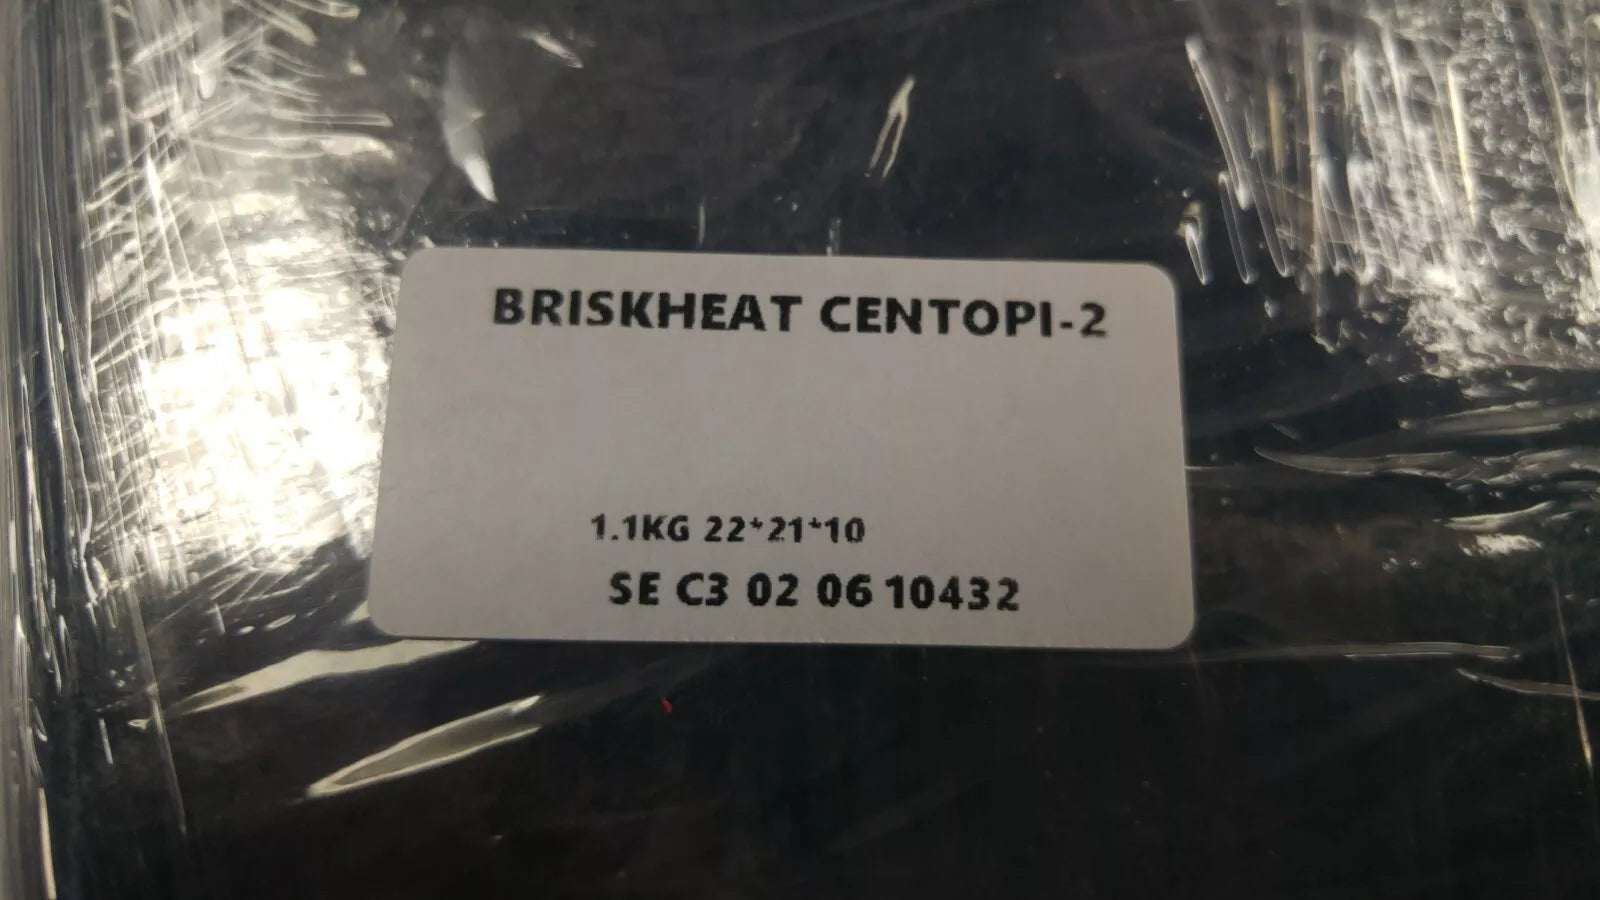 BRISKHEAT CENTOPI-2
1.1KG 22*21*10
SE C3 02 06 10432